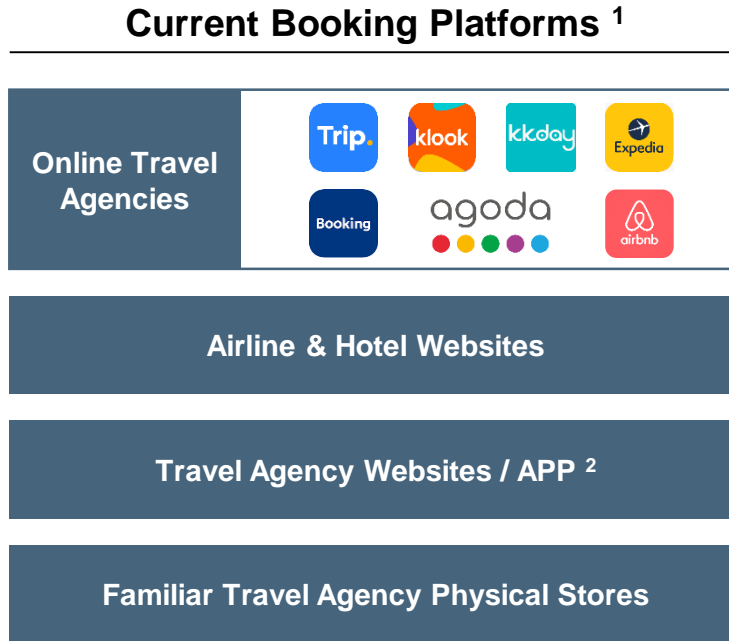 Current Booking Platforms ¹
Online Travel
Agencies
Trip.
klook
kkday
Expedia
Booking
agoda
airbnb
Airline & Hotel Websites
Travel Agency Websites / APP ²
Familiar Travel Agency Physical Stores